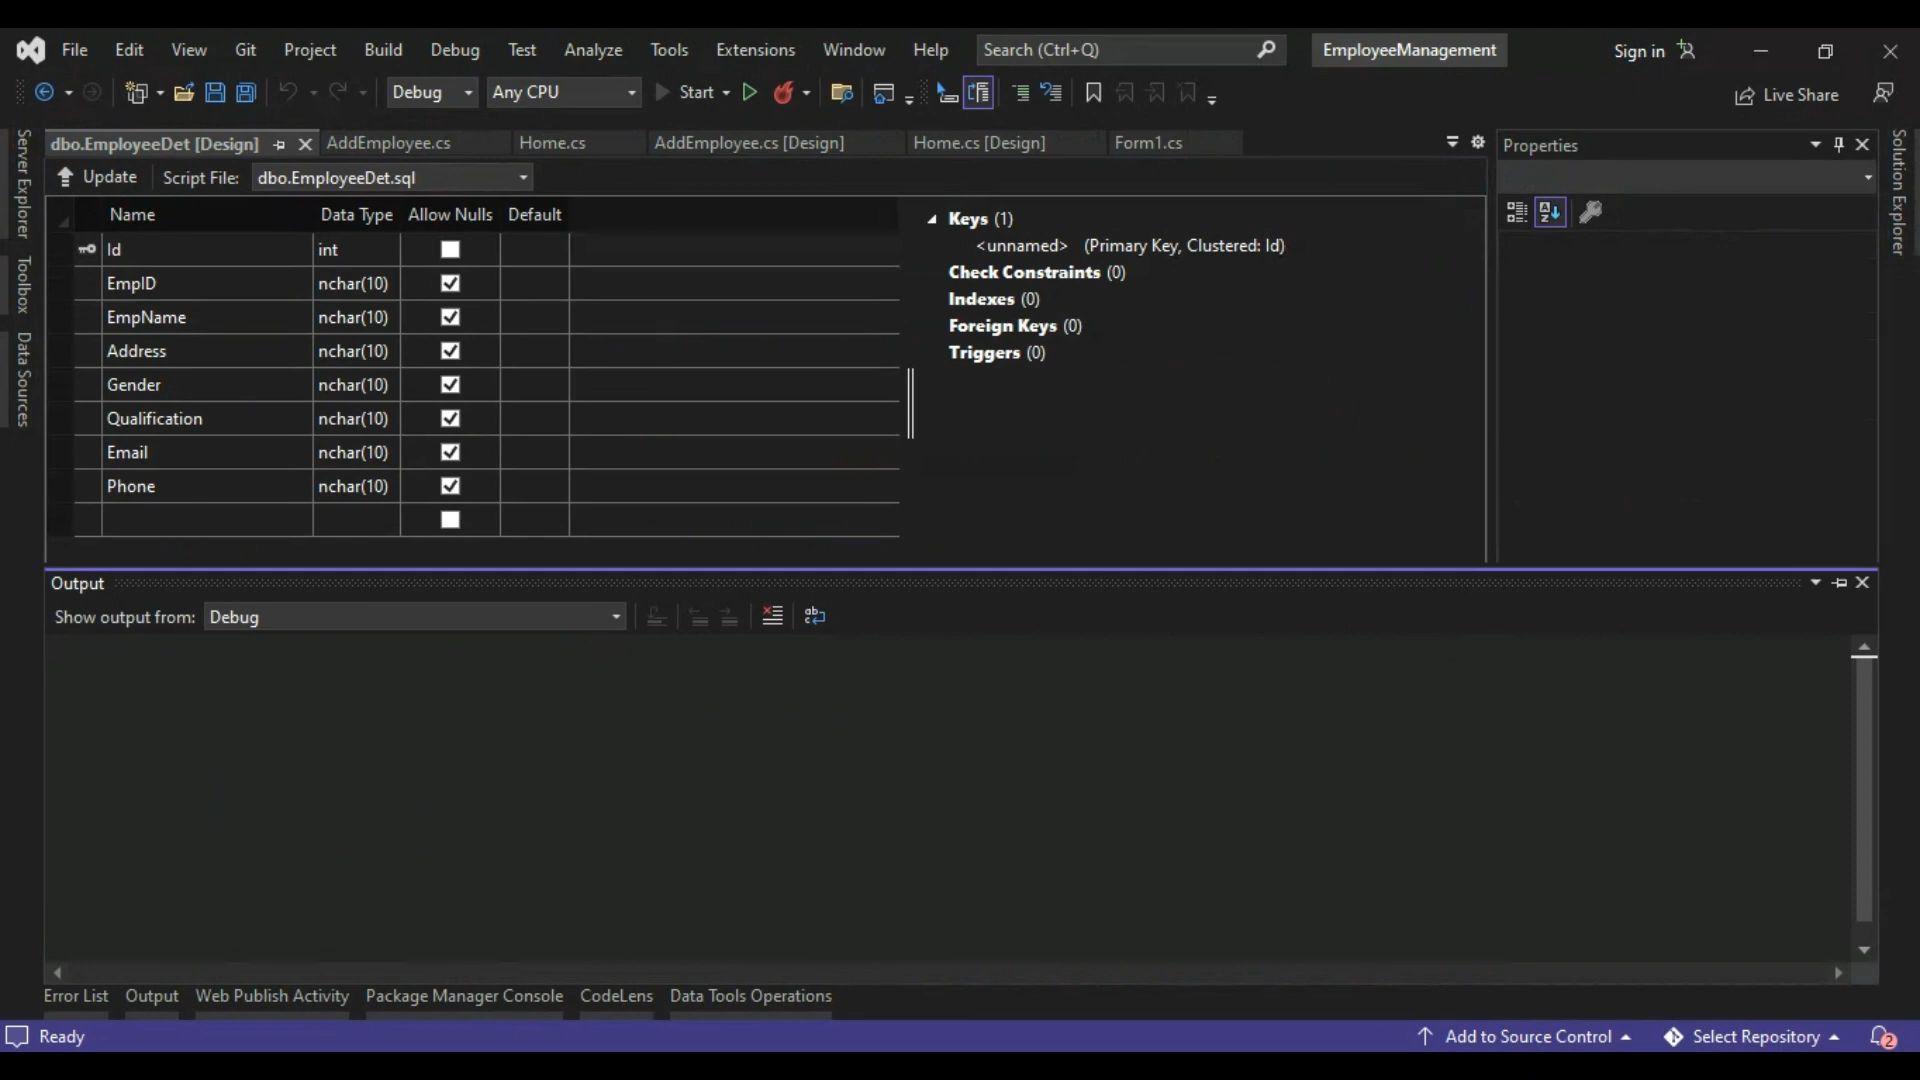 File Edit View Git Project Build Debug Test Analyze Tools Extensions Window Help Search (Ctrl+Q) EmployeeManagement Sign in
Debug Any CPU Start Live Share
dbo.EmployeeDet [Design] AddEmployee.cs Home.cs AddEmployee.cs [Design] Home.cs [Design] Form1.cs Properties
Server Explorer
Toolbox
Data Sources
Solution Explorer
Update Script File: dbo.EmployeeDet.sql
Name Data Type Allow Nulls Default
Id int
EmpID nchar(10)
EmpName nchar(10)
Address nchar(10)
Gender nchar(10)
Qualification nchar(10)
Email nchar(10)
Phone nchar(10)
Keys (1)
<unnamed> (Primary Key, Clustered: Id)
Check Constraints (0)
Indexes (0)
Foreign Keys (0)
Triggers (0)
Output
Show output from: Debug
Error List Output Web Publish Activity Package Manager Console CodeLens Data Tools Operations
Ready Add to Source Control Select Repository 2